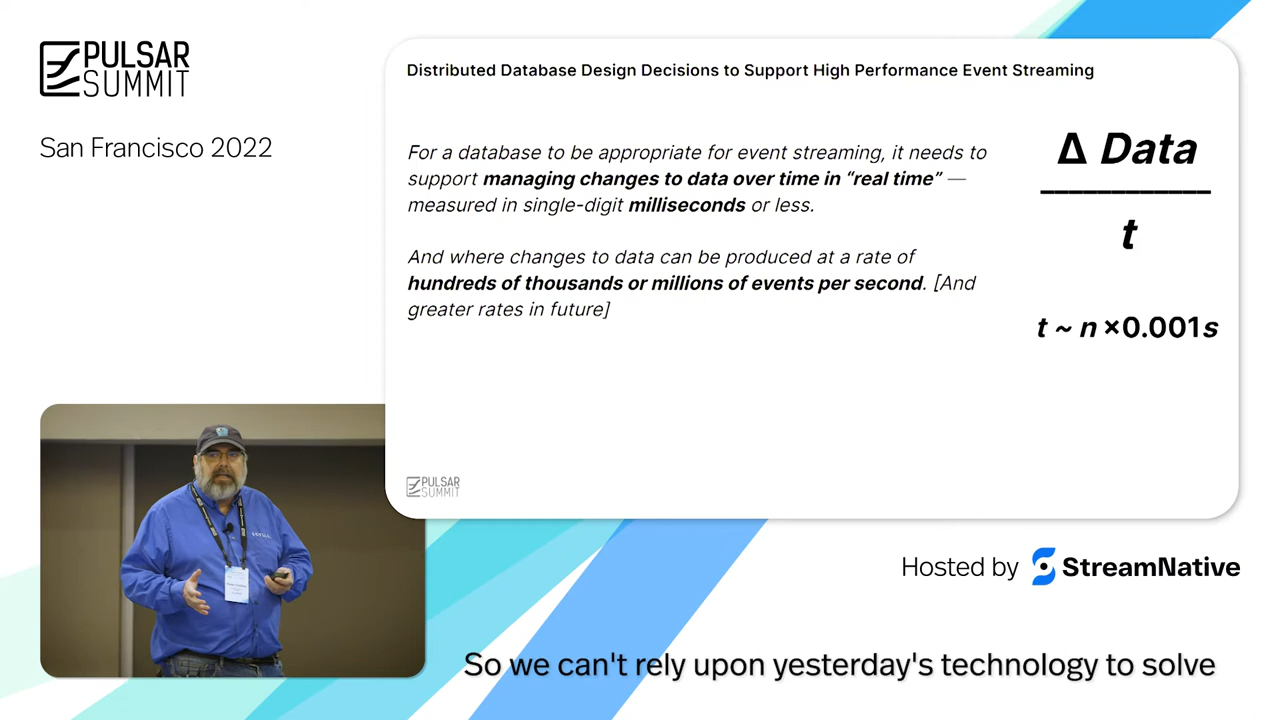 PULSAR
SUMMIT
San Francisco 2022
Distributed Database Design Decisions to Support High Performance Event Streaming
For a database to be appropriate for event streaming, it needs to
support managing changes to data over time in “real time” —
measured in single-digit milliseconds or less.
And where changes to data can be produced at a rate of
hundreds of thousands or millions of events per second. [And
greater rates in future]
Δ Data
t
t ~ n ×0.001s
PULSAR
SUMMIT
Hosted by StreamNative
So we can't rely upon yesterday's technology to solve